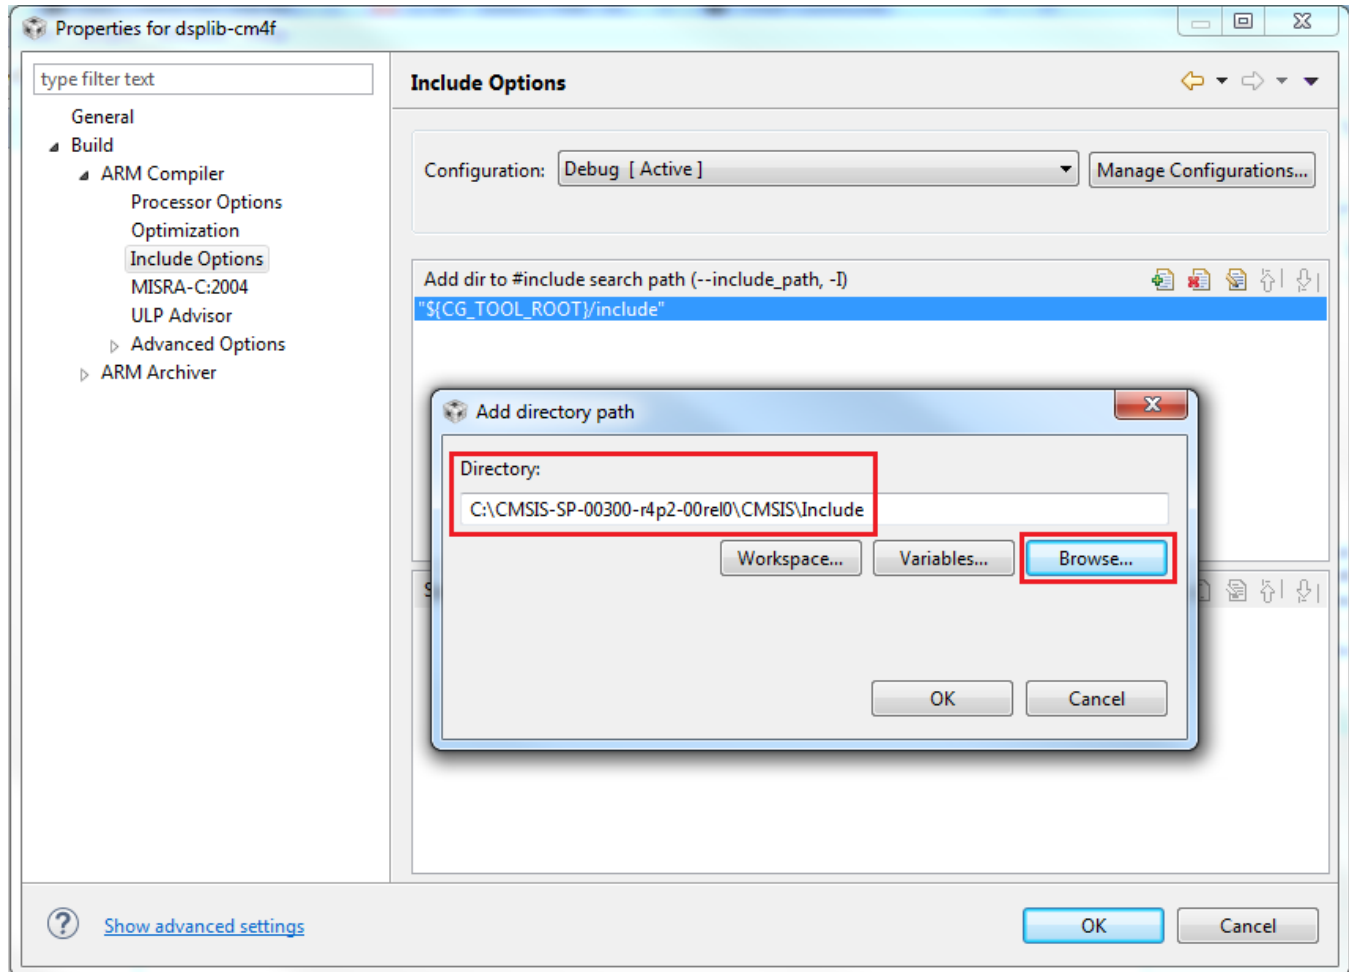 Properties for dsplib-cm4f
type filter text
General
Build
ARM Compiler
Processor Options
Optimization
Include Options
MISRA-C:2004
ULP Advisor
Advanced Options
ARM Archiver
Include Options
Configuration: Debug [ Active ] Manage Configurations...
Add dir to #include search path (--include_path, -I)
"${CG_TOOL_ROOT}/include"
Add directory path
Directory:
C:\CMSIS-SP-00300-r4p2-00rel0\CMSIS\Include
Workspace... Variables... Browse...
OK Cancel
Show advanced settings
OK Cancel